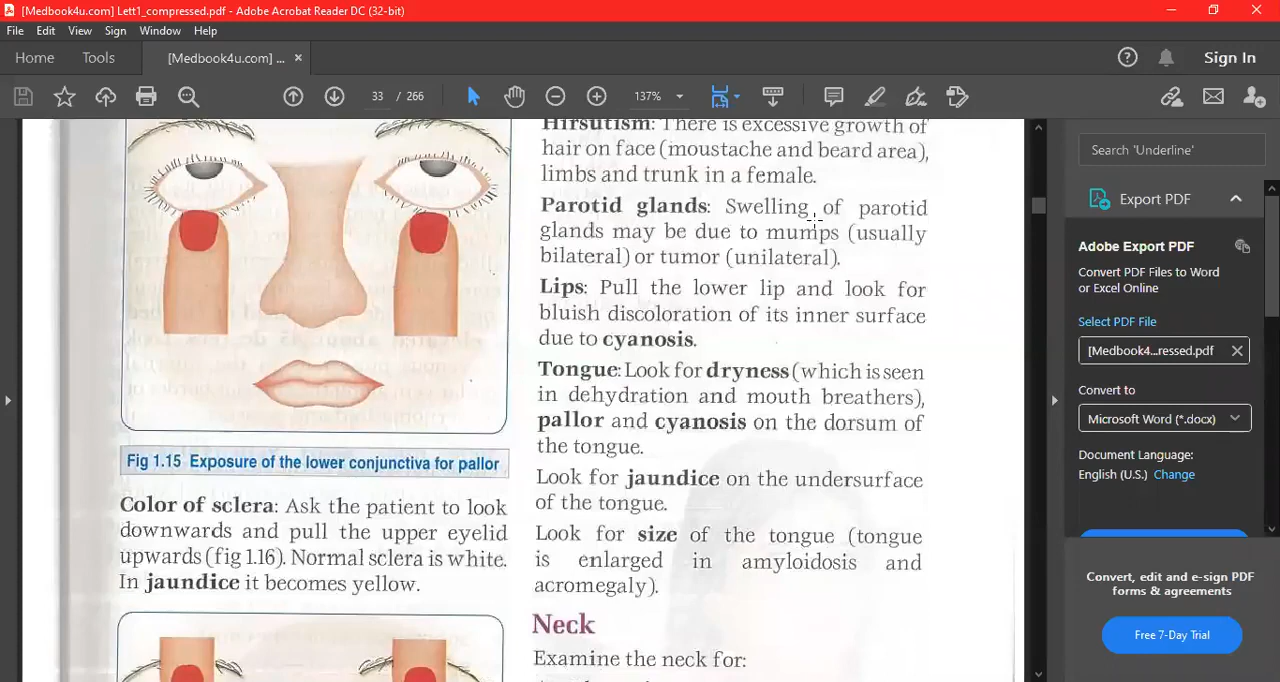 [Medbook4u.com] Lett1_compressed.pdf - Adobe Acrobat Reader DC (32-bit)
File Edit View Sign Window Help
Home Tools [Medbook4u.com] ... × Sign In
33 / 266 137%
Fig 1.15 Exposure of the lower conjunctiva for pallor
Color of sclera: Ask the patient to look
downwards and pull the upper eyelid
upwards (fig 1.16). Normal sclera is white.
In jaundice it becomes yellow.
Hirsutism: There is excessive growth of
hair on face (moustache and beard area),
limbs and trunk in a female.
Parotid glands: Swelling of parotid
glands may be due to mumps (usually
bilateral) or tumor (unilateral).
Lips: Pull the lower lip and look for
bluish discoloration of its inner surface
due to cyanosis.
Tongue: Look for dryness (which is seen
in dehydration and mouth breathers),
pallor and cyanosis on the dorsum of
the tongue.
Look for jaundice on the undersurface
of the tongue.
Look for size of the tongue (tongue
is enlarged in amyloidosis and
acromegaly).
Neck
Examine the neck for:
Search 'Underline'
Export PDF
Adobe Export PDF
Convert PDF Files to Word
or Excel Online
Select PDF File
[Medbook4...ressed.pdf
Convert to
Microsoft Word (*.docx)
Document Language:
English (U.S.) Change
Convert, edit and e-sign PDF
forms & agreements
Free 7-Day Trial